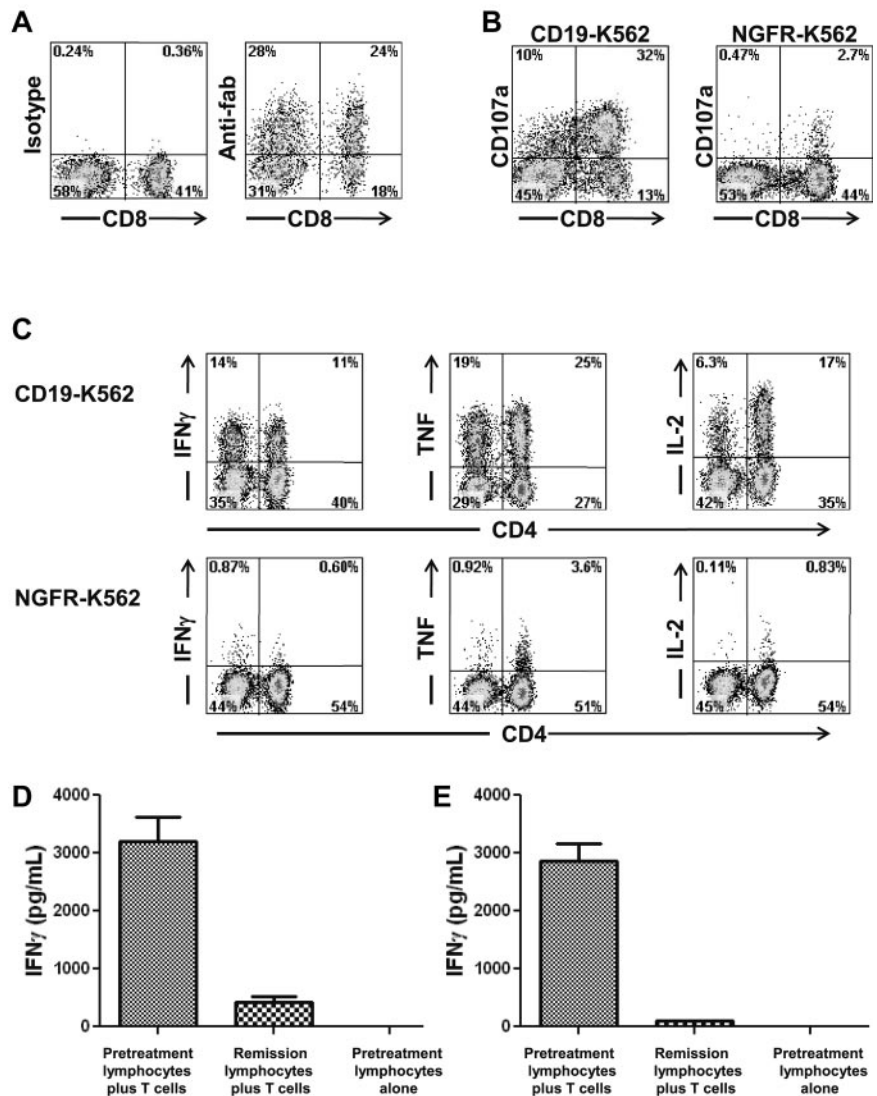 A
B
CD19-K562
NGFR-K562
0.24%
0.36%
28%
24%
10%
32%
0.47%
2.7%
Isotype
Anti-fab
CD107a
CD107a
58%
41%
31%
18%
45%
13%
53%
44%
CD8
CD8
CD8
CD8
C
CD19-K562
14%
11%
19%
25%
6.3%
17%
IFNγ
TNF
IL-2
35%
40%
29%
27%
42%
35%
CD4
NGFR-K562
0.87%
0.60%
0.92%
3.6%
0.11%
0.83%
IFNγ
TNF
IL-2
44%
54%
44%
51%
45%
54%
CD4
D
IFNγ (pg/mL)
4000
3000
2000
1000
0
Pretreatment
lymphocytes
plus T cells
Remission
lymphocytes
plus T cells
Pretreatment
lymphocytes
alone
E
IFNγ (pg/mL)
4000
3000
2000
1000
0
Pretreatment
lymphocytes
plus T cells
Remission
lymphocytes
plus T cells
Pretreatment
lymphocytes
alone